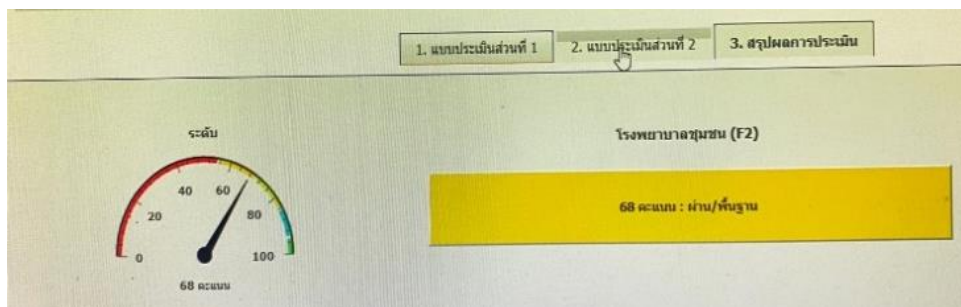 1. แบบประเมินส่วนที่ 1
2. แบบประเมินส่วนที่ 2
3. สรุปผลการประเมิน
ระดับ
0
20
40
60
80
100
68 คะแนน
โรงพยาบาลชุมชน (F2)
68 คะแนน : ผ่าน/พื้นฐาน